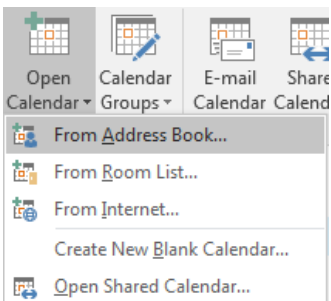 Open Calendar E-mail Share
Calendar Groups Calendar Calend
From Address Book...
From Room List...
From Internet...
Create New Blank Calendar...
Open Shared Calendar...